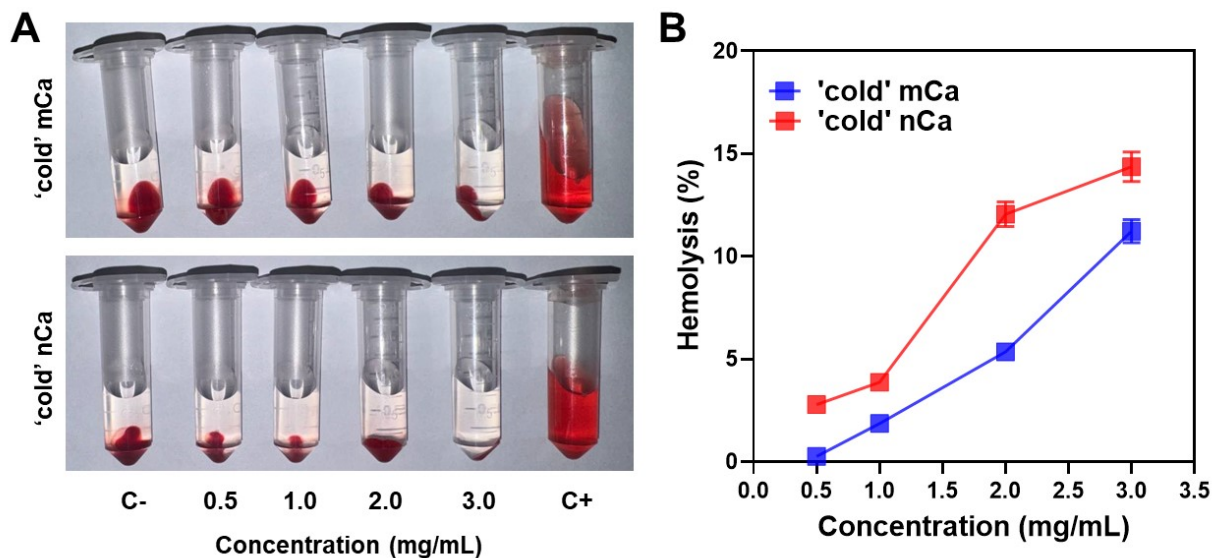 A
'cold' mCa
'cold' nCa
C- 0.5 1.0 2.0 3.0 C+
Concentration (mg/mL)
B
20
15
10
5
0
Hemolysis (%)
'cold' mCa
'cold' nCa
0.0 0.5 1.0 1.5 2.0 2.5 3.0 3.5
Concentration (mg/mL)